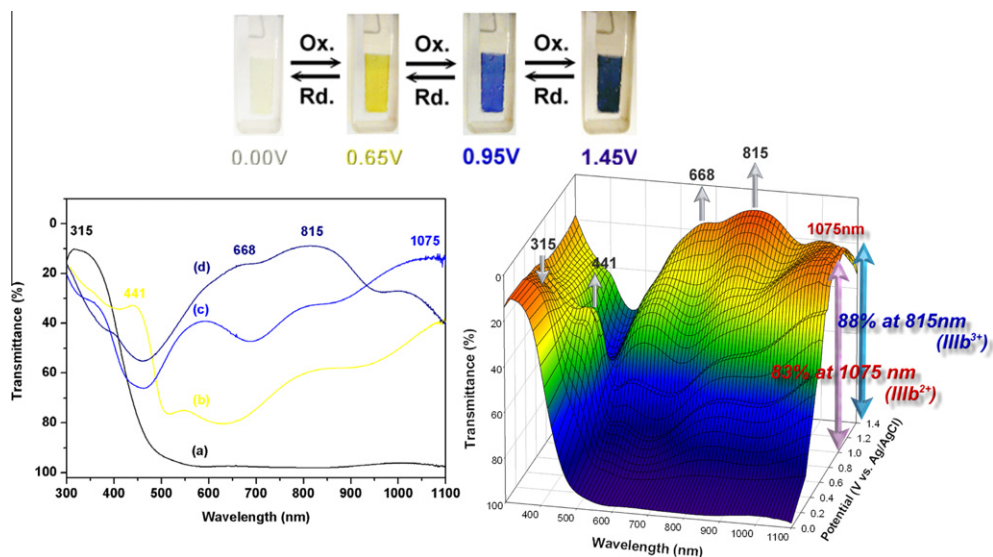 Ox.
Rd.
Ox.
Rd.
Ox.
Rd.
0.00V
0.65V
0.95V
1.45V
0
20
40
60
80
100
Transmittance (%)
315
441
668
815
1075
(d)
(c)
(b)
(a)
300
400
500
600
700
800
900
1000
1100
Wavelength (nm)
315
441
668
815
1075nm
88% at 815nm
(IIIb³⁺)
83% at 1075 nm
(IIIb²⁺)
0
20
40
60
80
100
Transmittance (%)
400
500
600
700
800
900
1000
1100
Wavelength (nm)
0.0
0.2
0.4
0.6
0.8
1.0
1.2
1.4
Potential (V vs. Ag/AgCl)